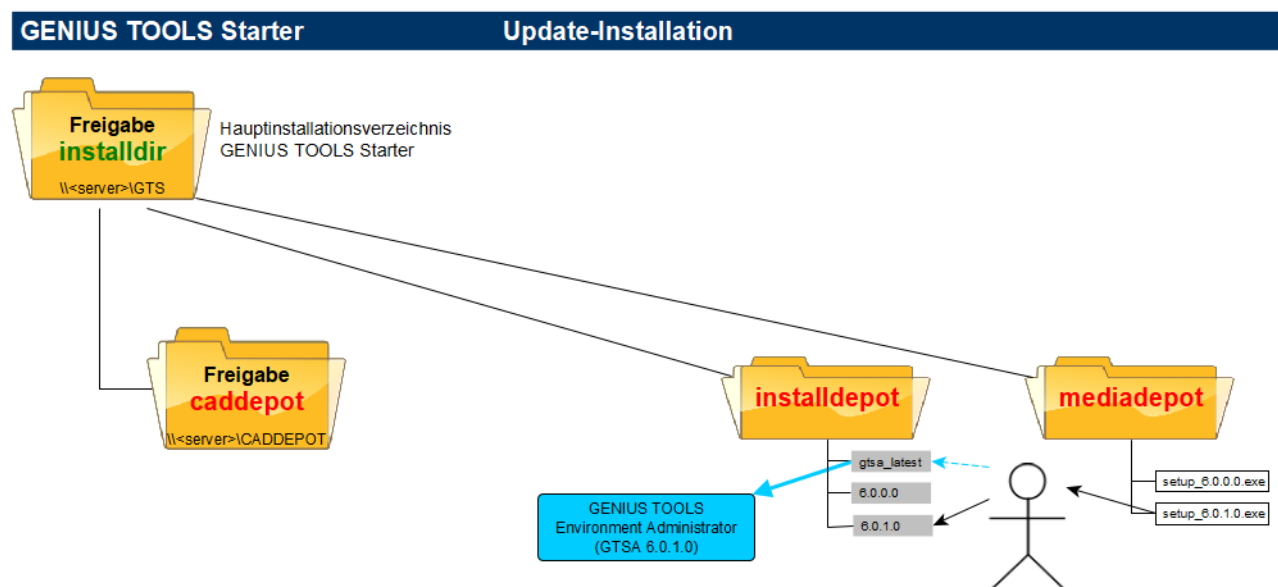 GENIUS TOOLS Starter Update-Installation
Freigabe
installdir
\\<server>\GTS
Hauptinstallationsverzeichnis
GENIUS TOOLS Starter
Freigabe
caddepot
\\<server>\CADDEPOT
installdepot
mediadepot
gtsa_latest
6.0.0.0
6.0.1.0
setup_6.0.0.0.exe
setup_6.0.1.0.exe
GENIUS TOOLS
Environment Administrator
(GTSA 6.0.1.0)